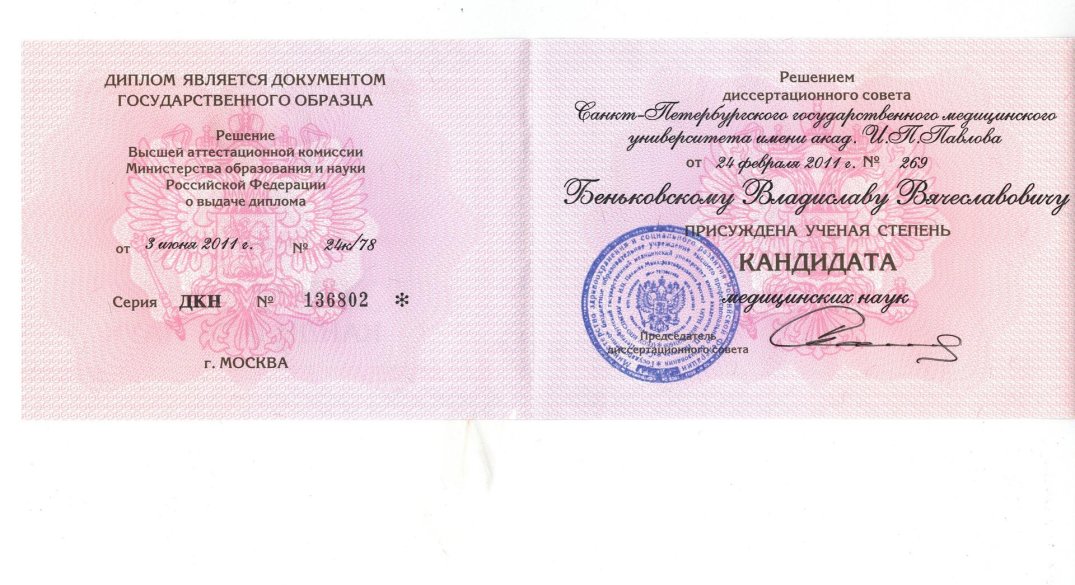 ДИПЛОМ ЯВЛЯЕТСЯ ДОКУМЕНТОМ
ГОСУДАРСТВЕННОГО ОБРАЗЦА
Решение
Высшей аттестационной комиссии
Министерства образования и науки
Российской Федерации
о выдаче диплома
от 3 июня 2011 г. № 24к/78
Серия ДКН № 136802 *
г. МОСКВА
Решением
диссертационного совета
Санкт-Петербургского государственного медицинского
университета имени акад. И.П.Павлова
от 24 февраля 2011 г. № 269
Беньковскому Владиславу Вячеславовичу
ПРИСУЖДЕНА УЧЕНАЯ СТЕПЕНЬ
КАНДИДАТА
медицинских наук
Председатель
диссертационного совета